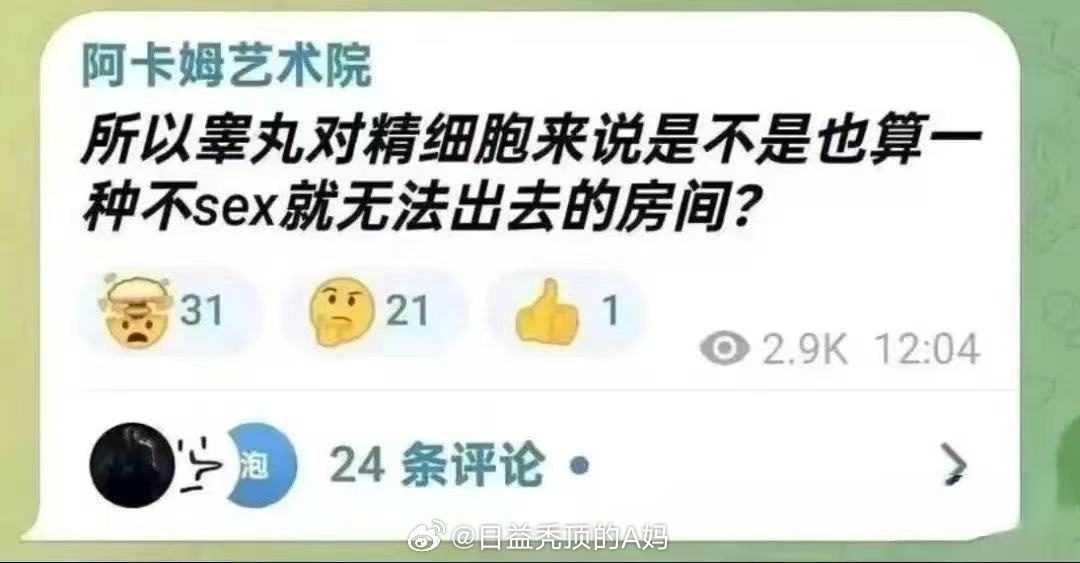 阿卡姆艺术院
所以睾丸对精细胞来说是不是也算一
种不sex就无法出去的房间？
31 21 1
2.9K 12:04
泡 24 条评论
@日益秃顶的A妈